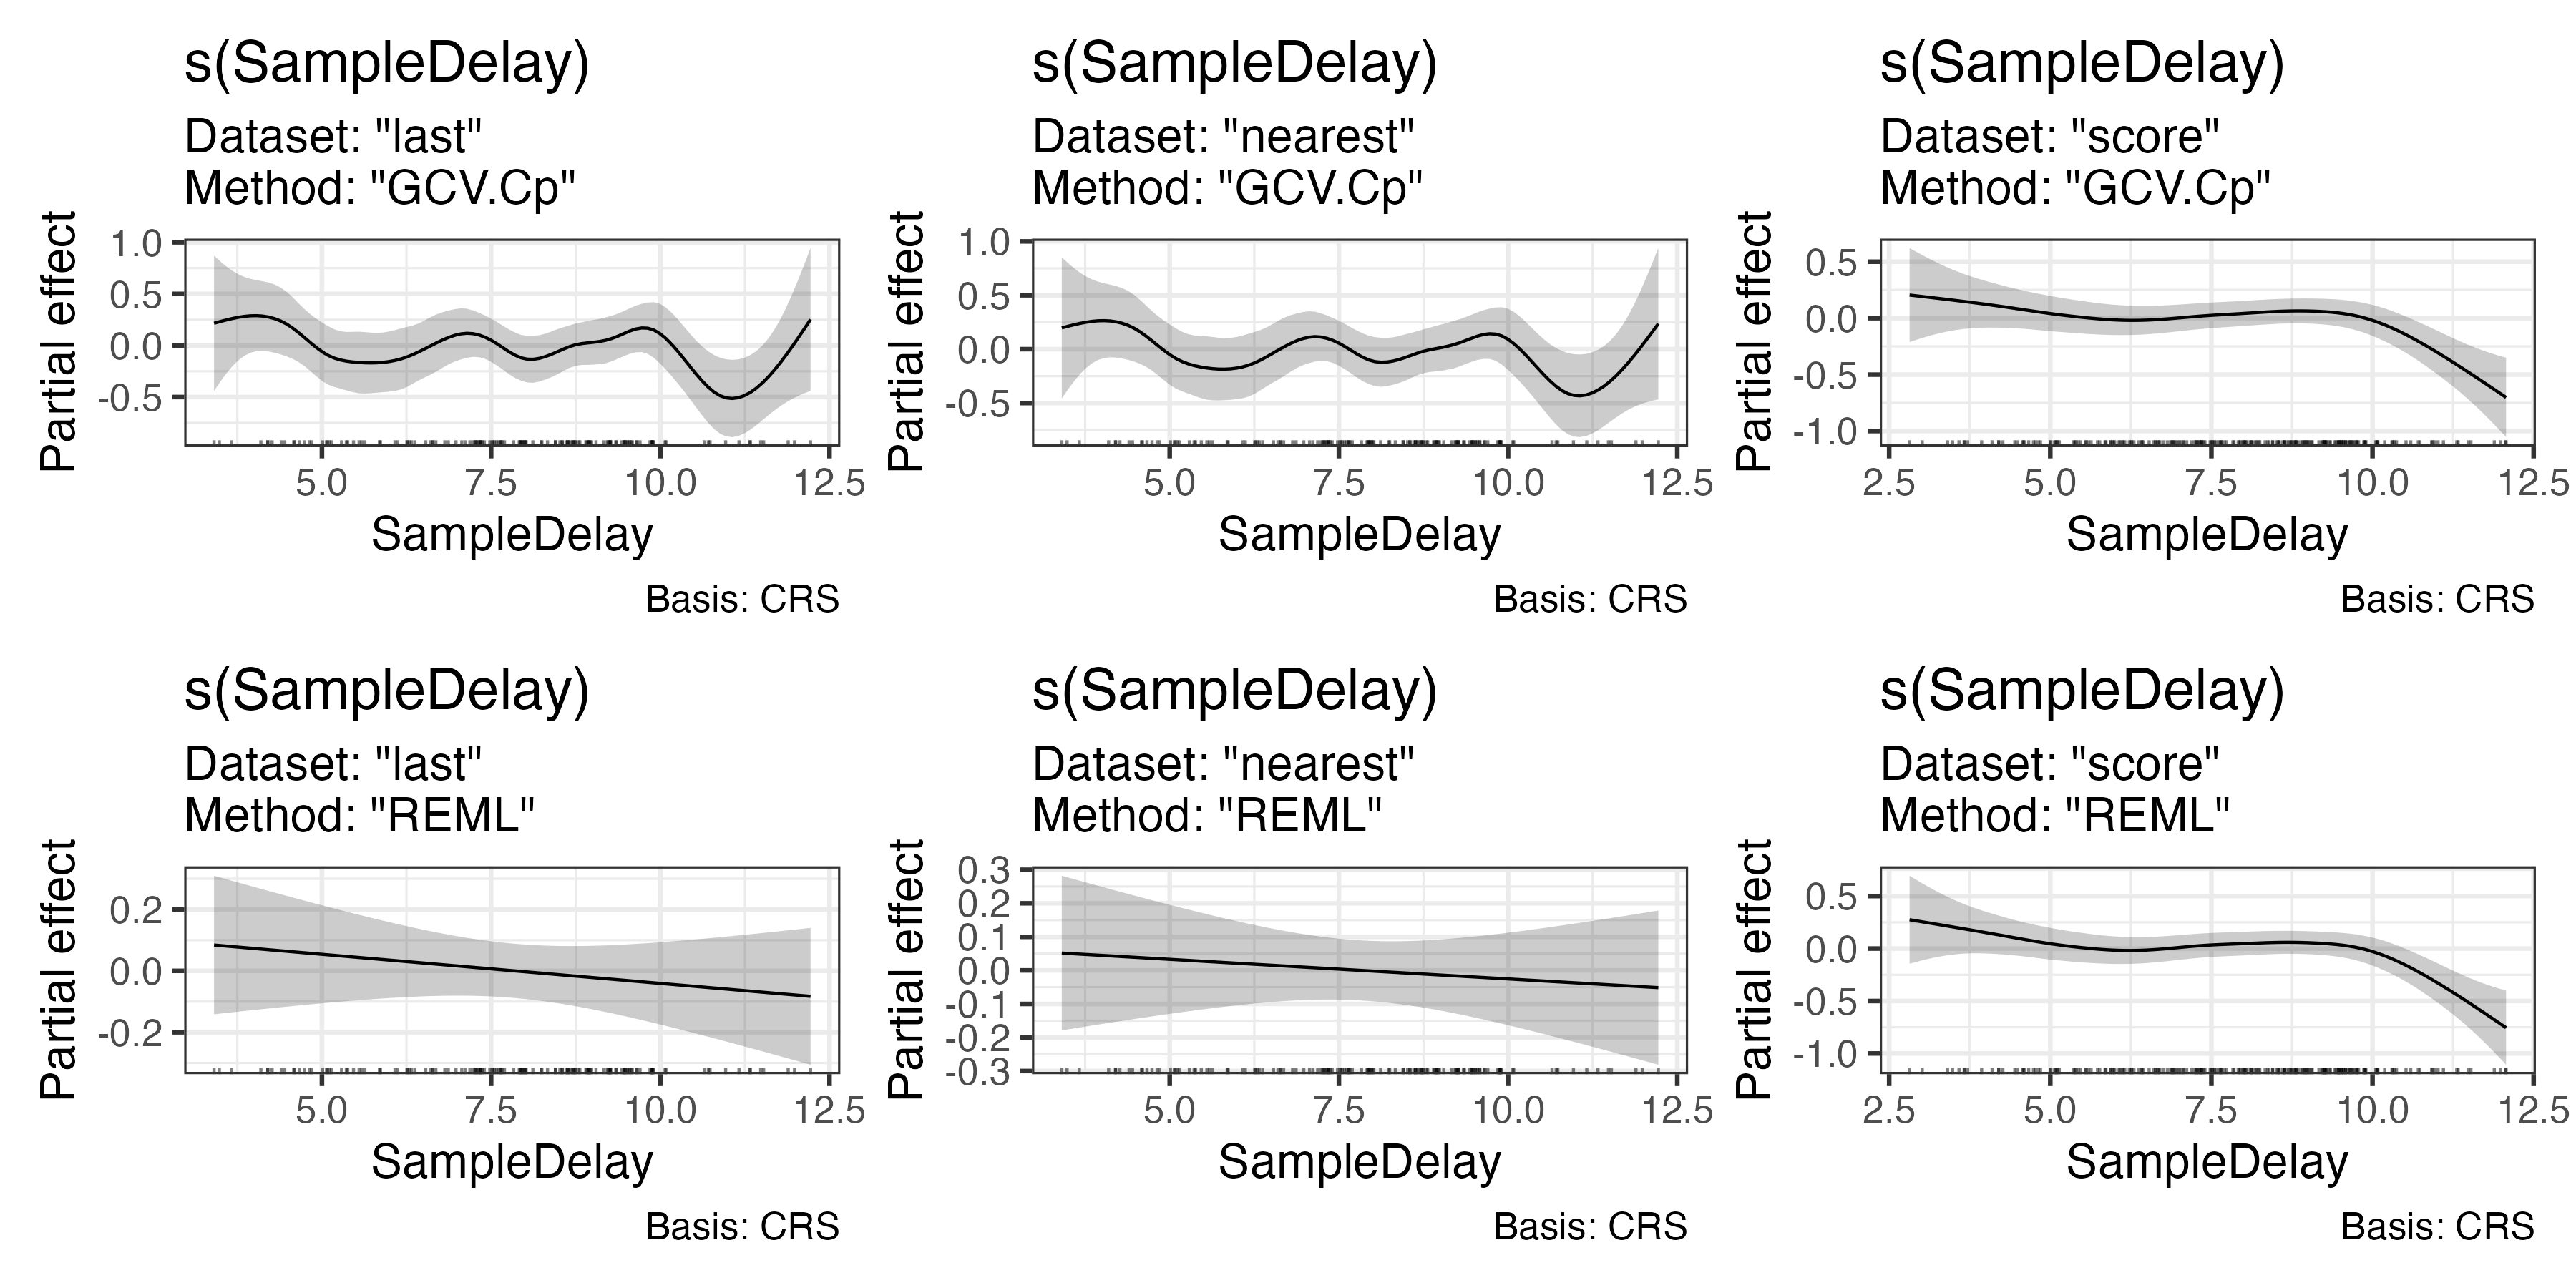 s(SampleDelay)
Dataset: "last"
Method: "GCV.Cp"
Partial effect
1.0
0.5
0.0
-0.5
5.0 7.5 10.0 12.5
SampleDelay
Basis: CRS
s(SampleDelay)
Dataset: "nearest"
Method: "GCV.Cp"
Partial effect
1.0
0.5
0.0
-0.5
5.0 7.5 10.0 12.5
SampleDelay
Basis: CRS
s(SampleDelay)
Dataset: "score"
Method: "GCV.Cp"
Partial effect
0.5
0.0
-0.5
-1.0
2.5 5.0 7.5 10.0 12.5
SampleDelay
Basis: CRS
s(SampleDelay)
Dataset: "last"
Method: "REML"
Partial effect
0.2
0.0
-0.2
5.0 7.5 10.0 12.5
SampleDelay
Basis: CRS
s(SampleDelay)
Dataset: "nearest"
Method: "REML"
Partial effect
0.3
0.2
0.1
0.0
-0.1
-0.2
-0.3
5.0 7.5 10.0 12.5
SampleDelay
Basis: CRS
s(SampleDelay)
Dataset: "score"
Method: "REML"
Partial effect
0.5
0.0
-0.5
-1.0
2.5 5.0 7.5 10.0 12.5
SampleDelay
Basis: CRS